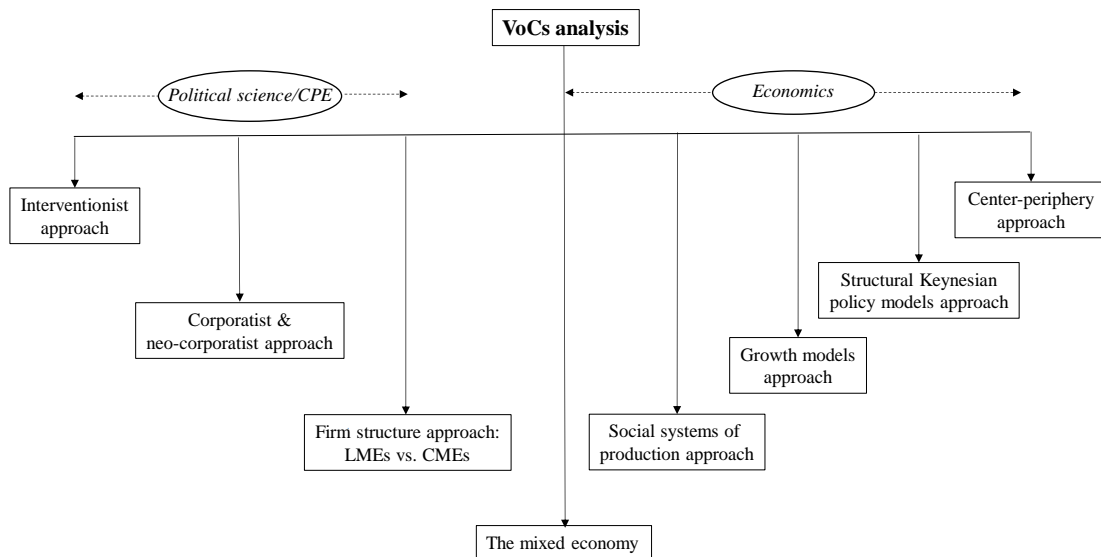 VoCs analysis
Political science/CPE
Economics
Interventionist
approach
Center-periphery
approach
Structural Keynesian
policy models approach
Corporatist &
neo-corporatist approach
Growth models
approach
Firm structure approach:
LMEs vs. CMEs
Social systems of
production approach
The mixed economy